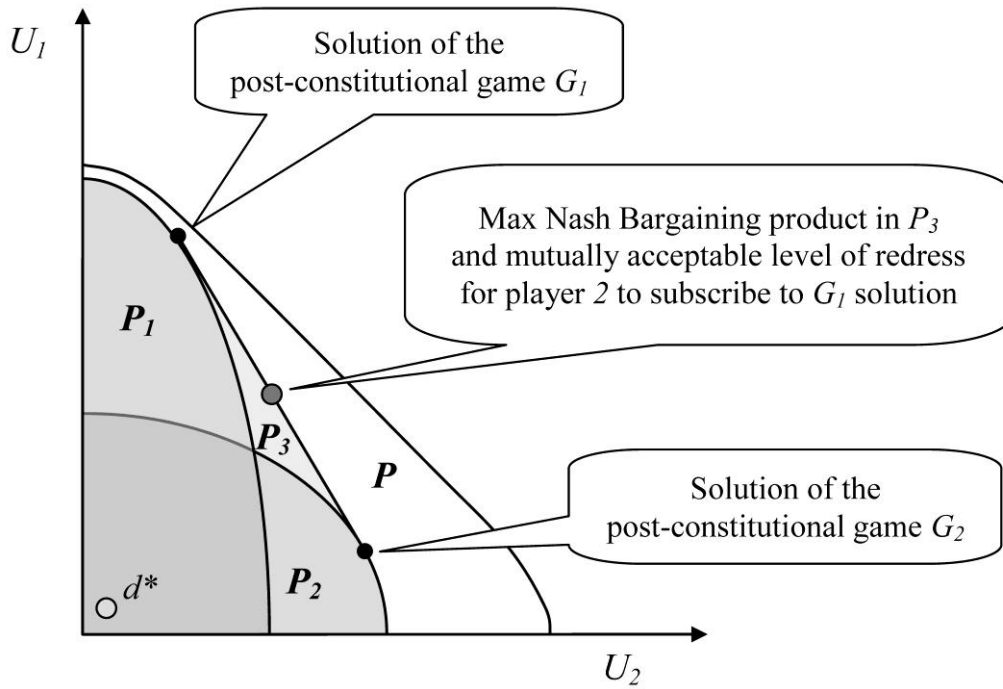 U1
Solution of the
post-constitutional game G1
Max Nash Bargaining product in P3
and mutually acceptable level of redress
for player 2 to subscribe to G1 solution
P1
P3
P
Solution of the
post-constitutional game G2
P2
d*
U2